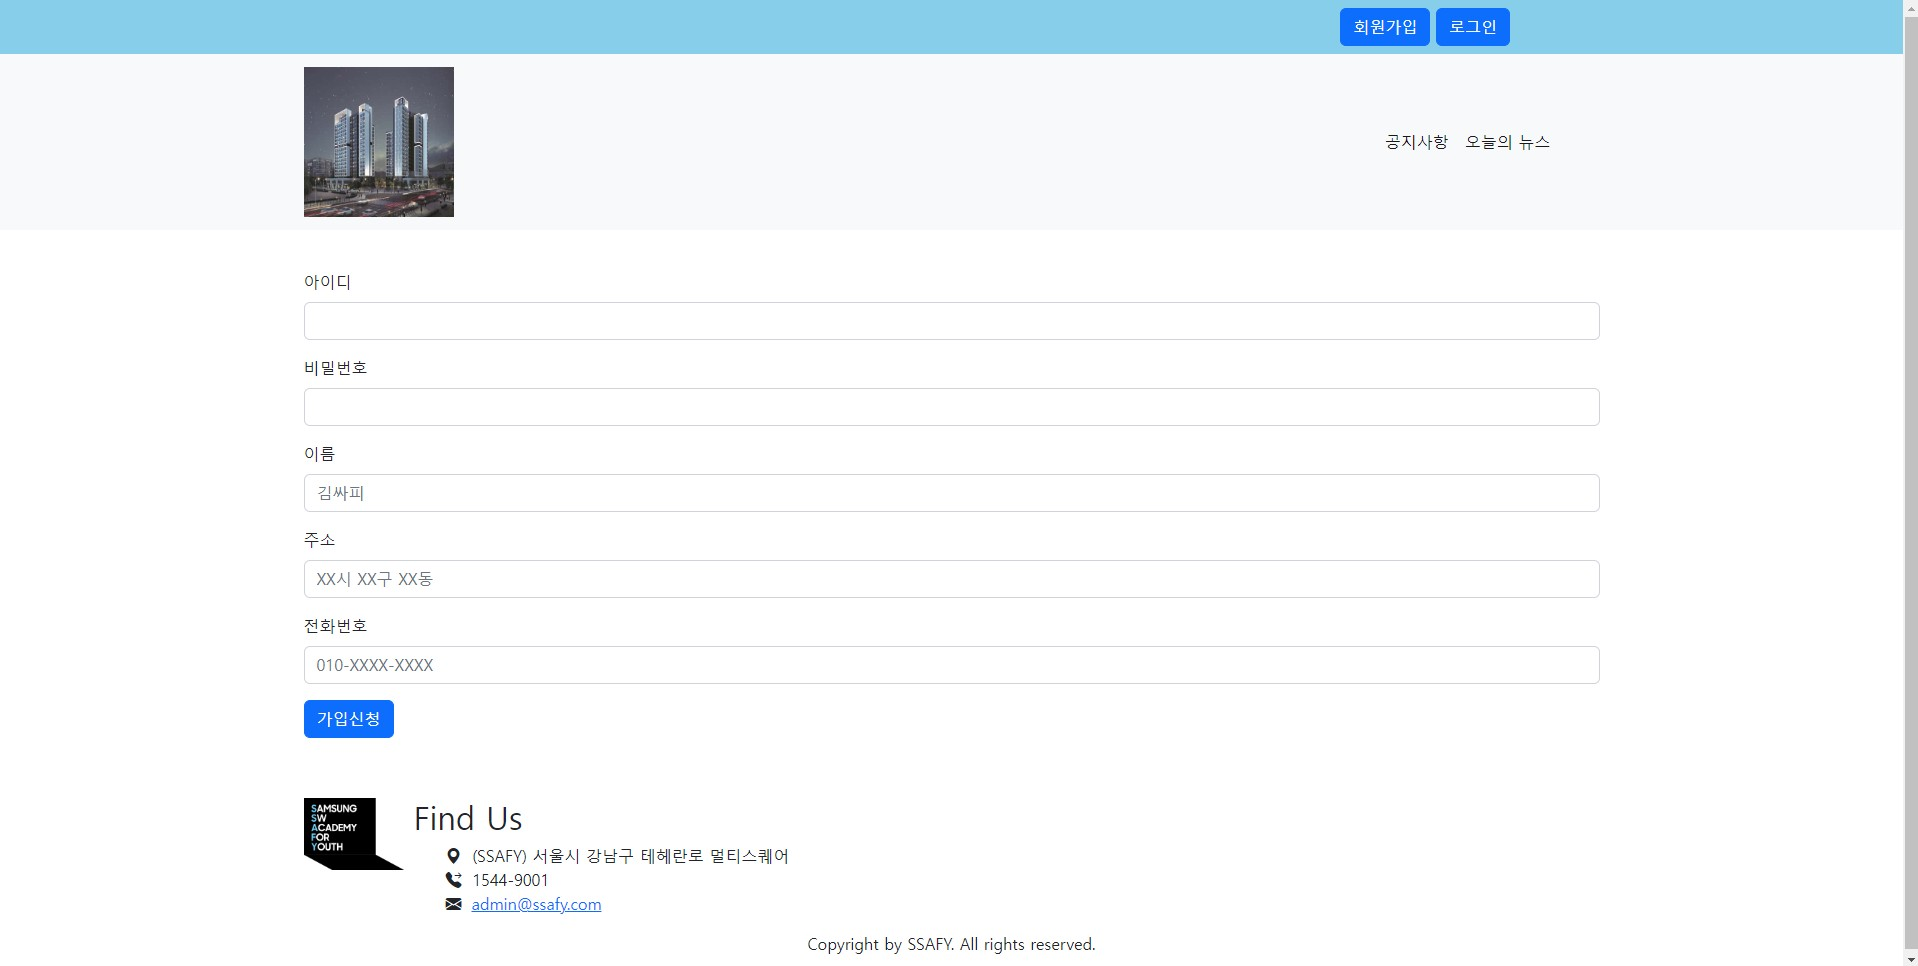 회원가입 로그인
공지사항 오늘의 뉴스
아이디
비밀번호
이름
김싸피
주소
XX시 XX구 XX동
전화번호
010-XXXX-XXXX
가입신청
SAMSUNG
SW
ACADEMY
FOR
YOUTH
Find Us
(SSAFY) 서울시 강남구 테헤란로 멀티스퀘어
1544-9001
admin@ssafy.com
Copyright by SSAFY. All rights reserved.